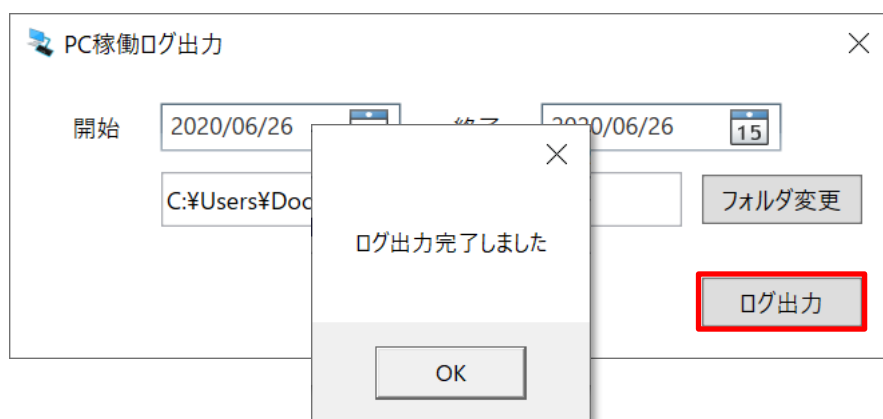 PC稼働ログ出力
開始 2020/06/26 終了 2020/06/26 15
C:¥Users¥Doc フォルダ変更
ログ出力完了しました
ログ出力
OK